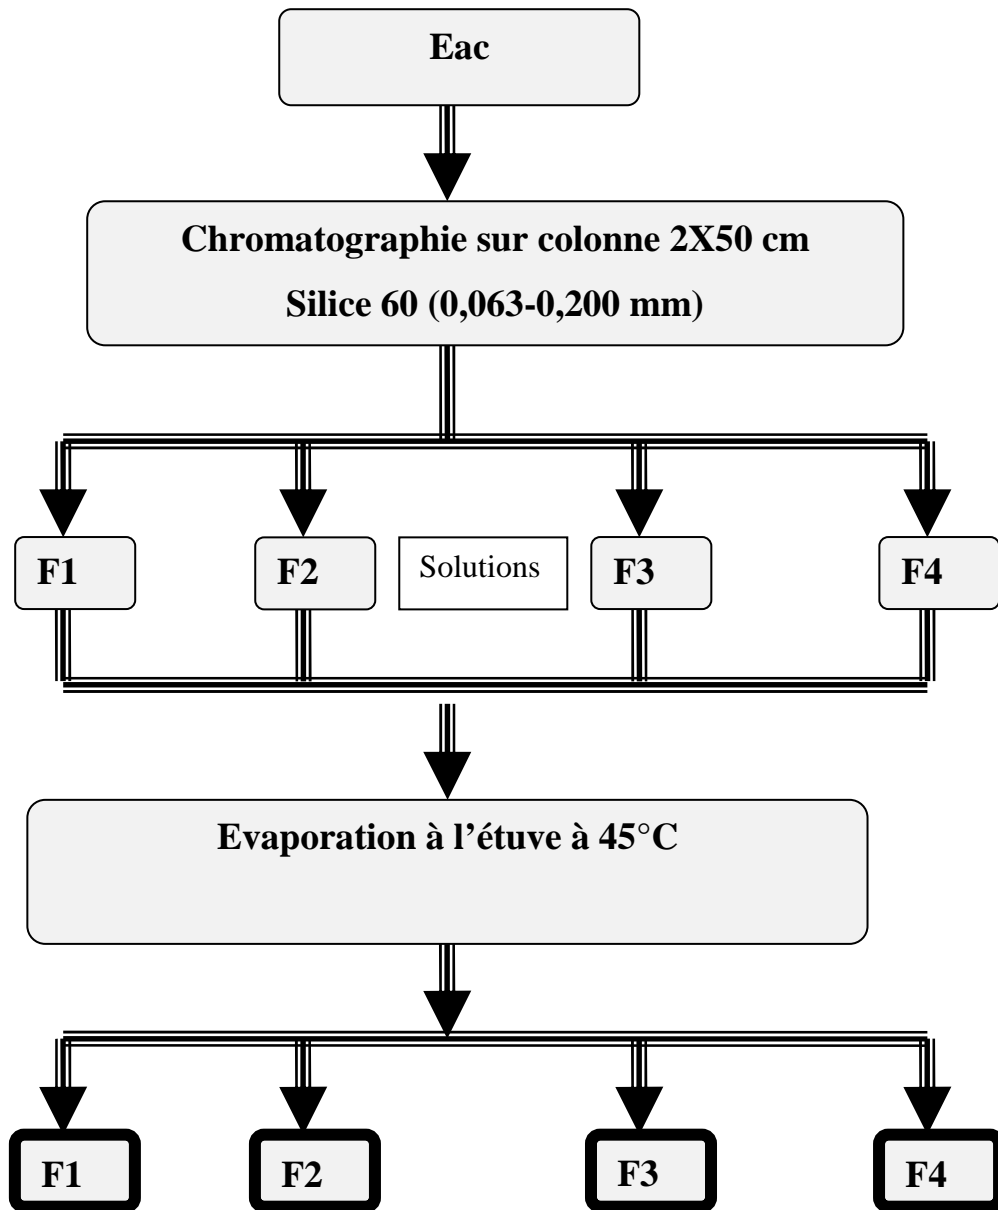 Eac
Chromatographie sur colonne 2X50 cm
Silice 60 (0,063-0,200 mm)
F1
F2
Solutions
F3
F4
Evaporation à l’étuve à 45°C
F1
F2
F3
F4